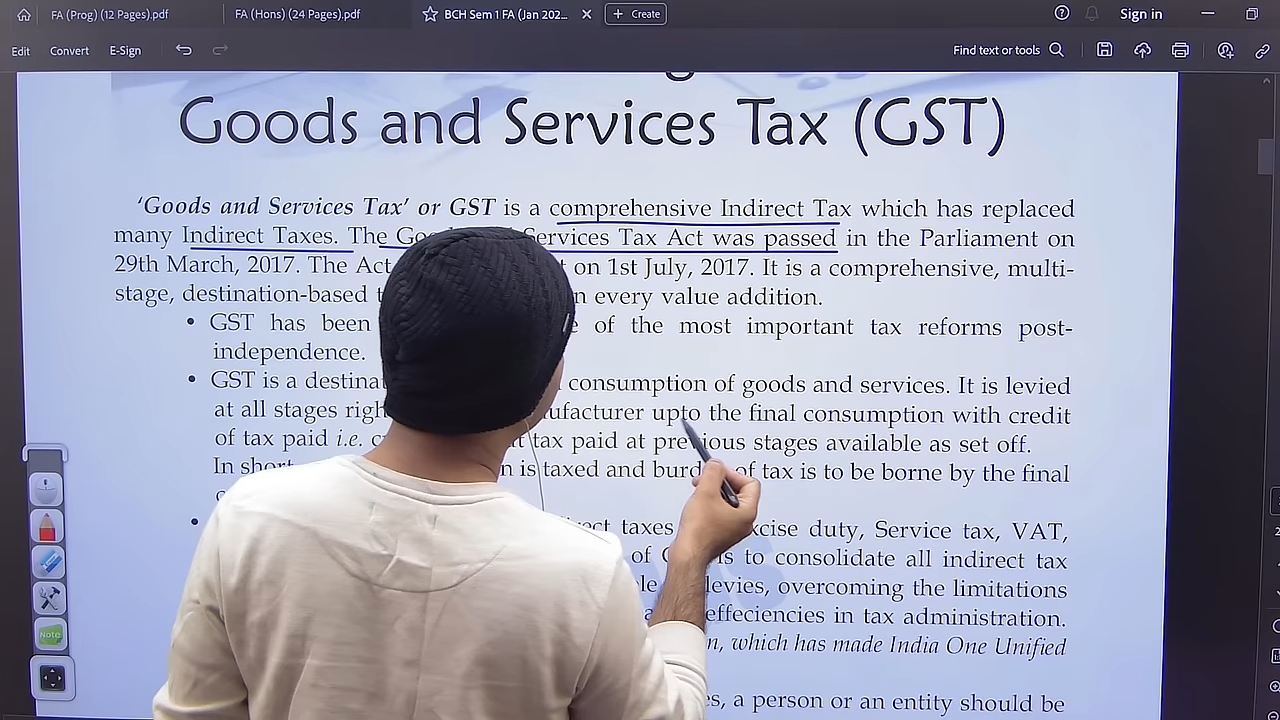 FA (Prog) (12 Pages).pdf
FA (Hons) (24 Pages).pdf
BCH Sem 1 FA (Jan 202...
Create
Sign in
Edit
Convert
E-Sign
Find text or tools
Goods and Services Tax (GST)
‘Goods and Services Tax’ or GST is a comprehensive Indirect Tax which has replaced
many Indirect Taxes. The Services Tax Act was passed in the Parliament on
29th March, 2017. The Act on 1st July, 2017. It is a comprehensive, multi-
stage, destination-based every value addition.
• GST has been of the most important tax reforms post-
independence.
• GST is a consumption of goods and services. It is levied
at all stages upto the final consumption with credit
of tax paid i.e. tax paid at previous stages available as set off.
In is taxed and of tax is to be borne by the final
taxes duty, Service tax, VAT,
of to consolidate all indirect tax
levies, overcoming the limitations
effeciencies in tax administration.
which has made India One Unified
a person or an entity should be
Note